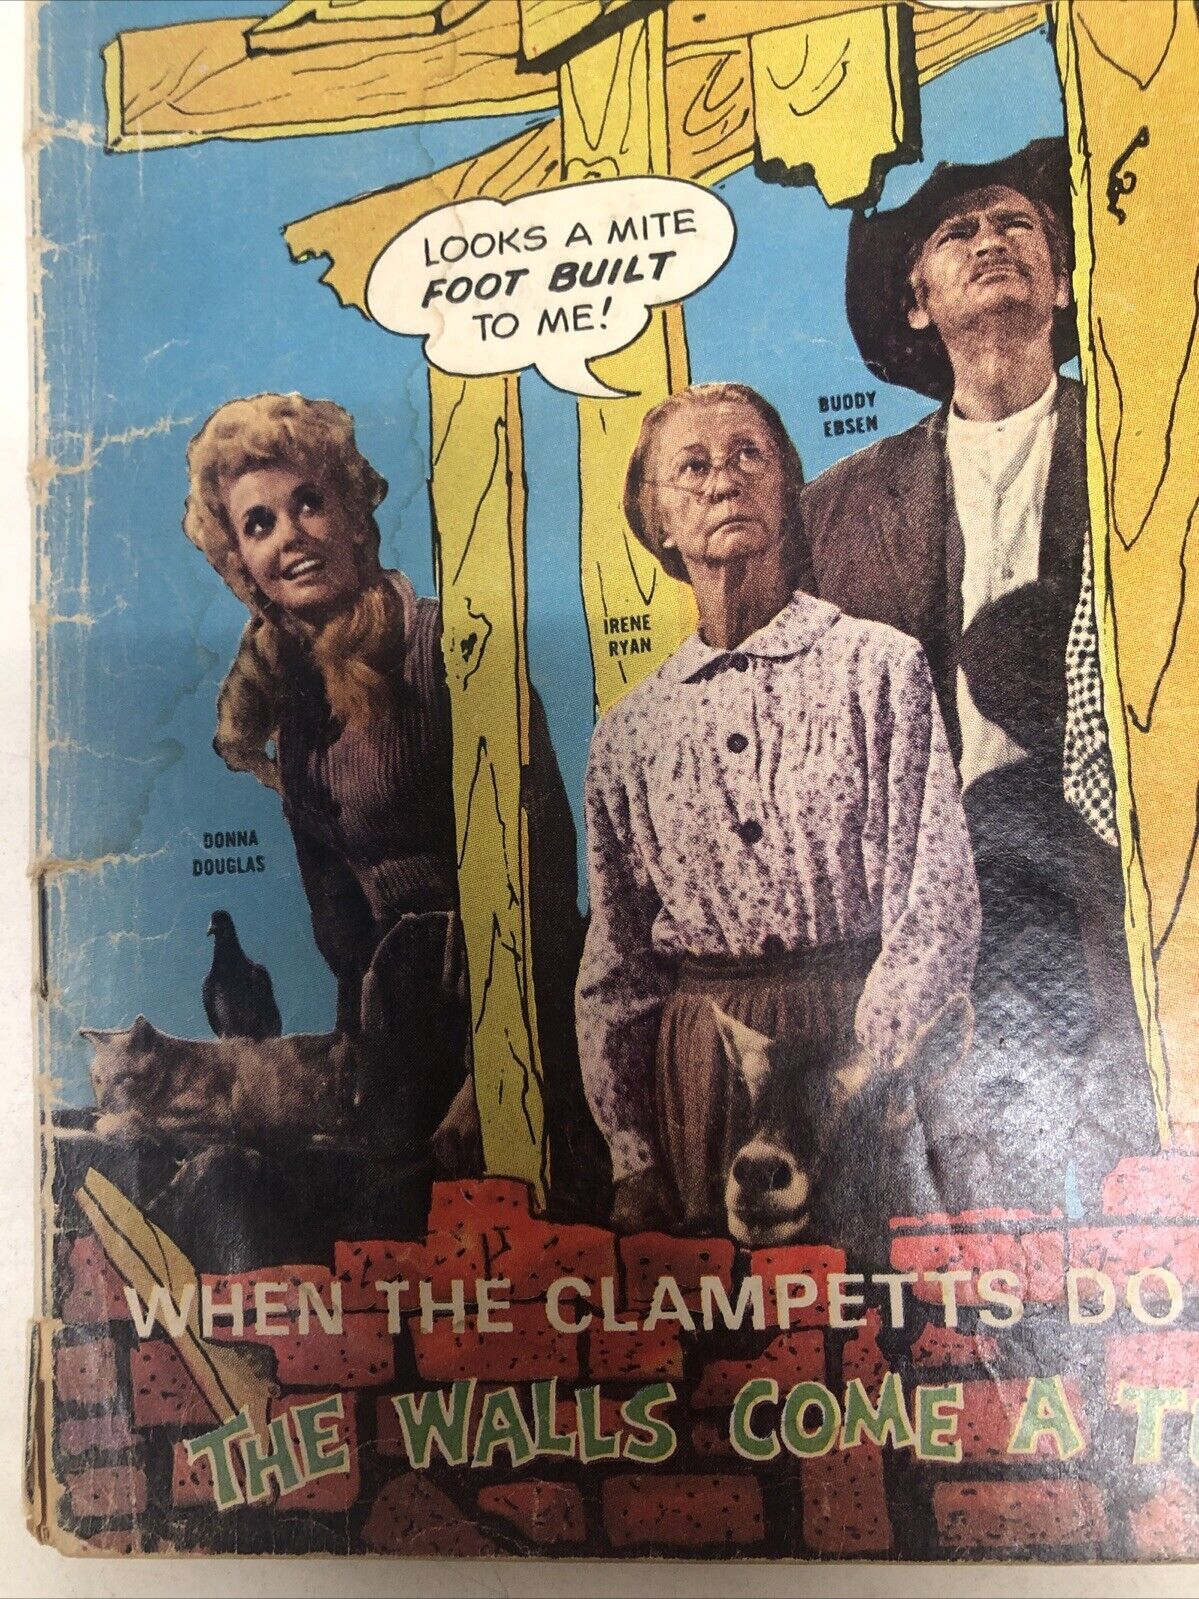 LOOKS A MITE
FOOT BUILT
TO ME!
BUDDY
EBSEN
IRENE
RYAN
DONNA
DOUGLAS
WHEN THE CLAMPETTS DO
THE WALLS COME A